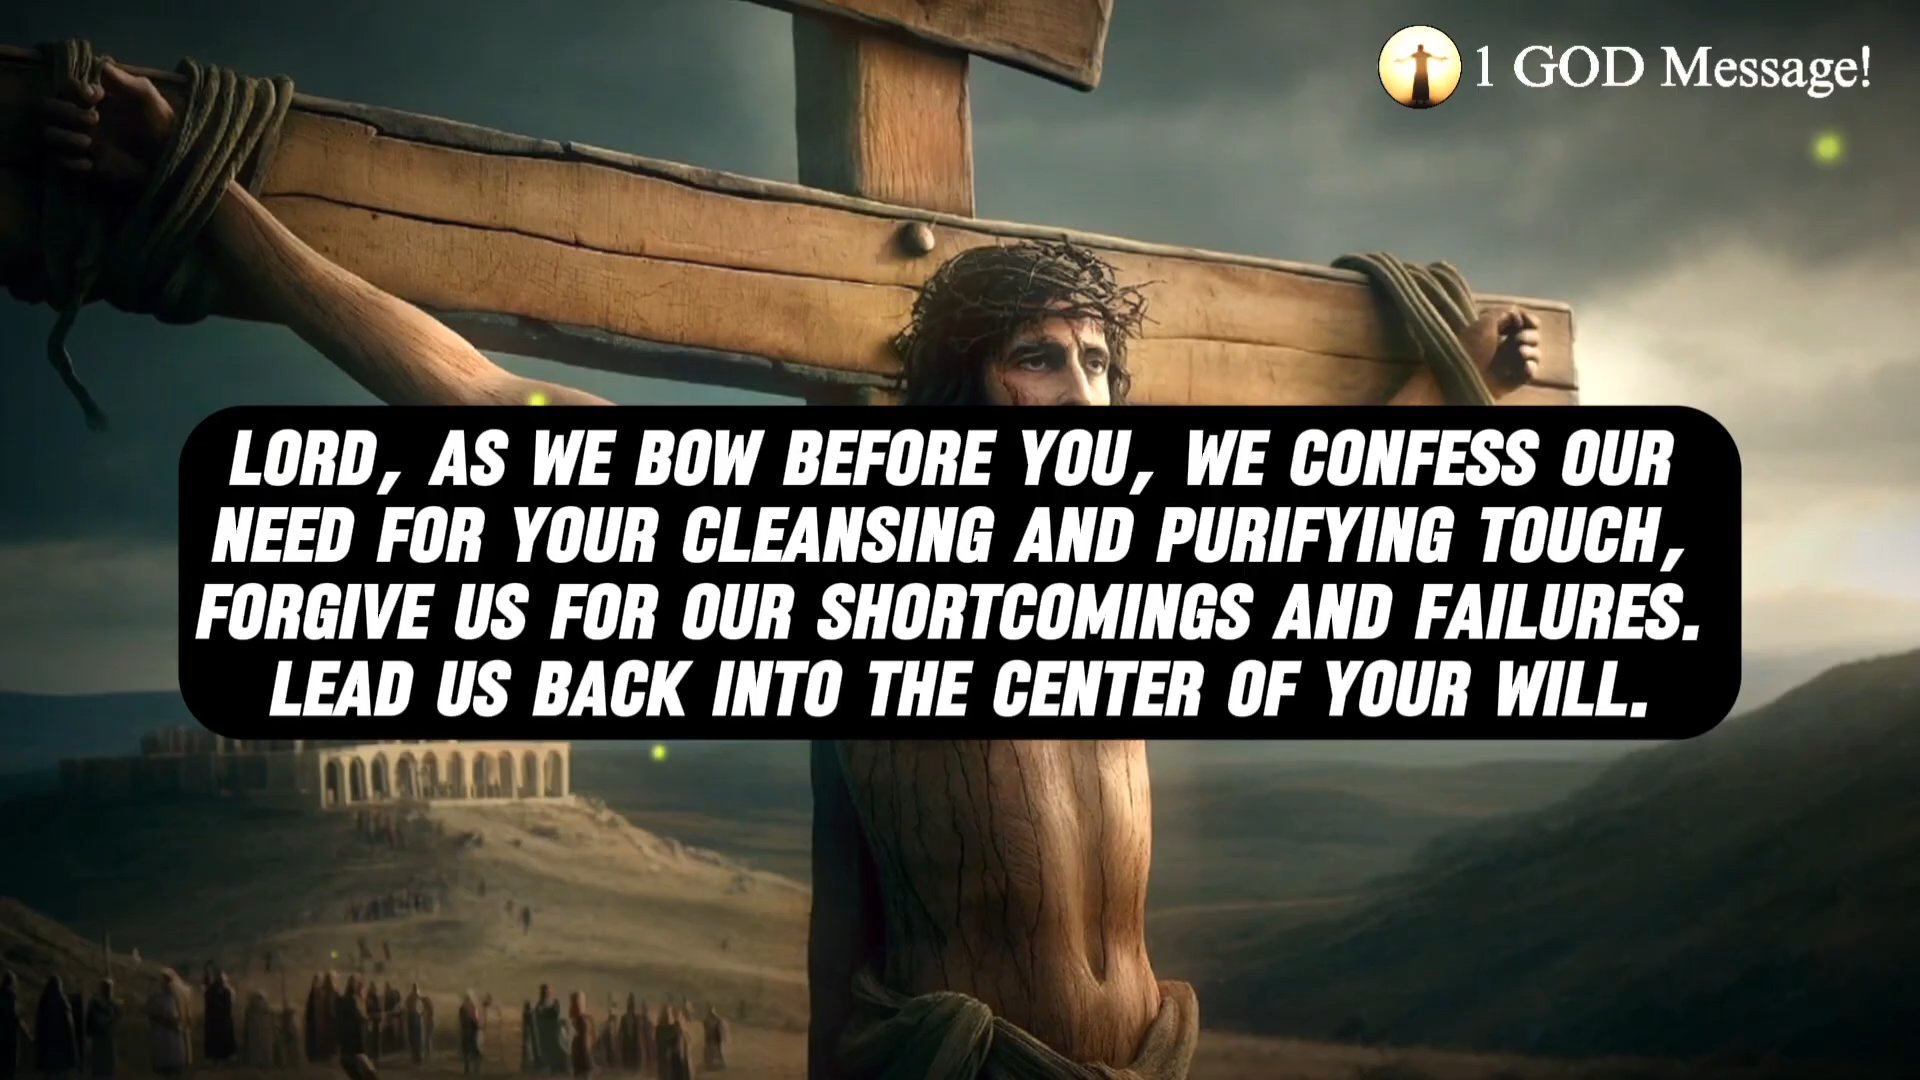 1 GOD Message!
LORD, AS WE BOW BEFORE YOU, WE CONFESS OUR
NEED FOR YOUR CLEANSING AND PURIFYING TOUCH,
FORGIVE US FOR OUR SHORTCOMINGS AND FAILURES.
LEAD US BACK INTO THE CENTER OF YOUR WILL.